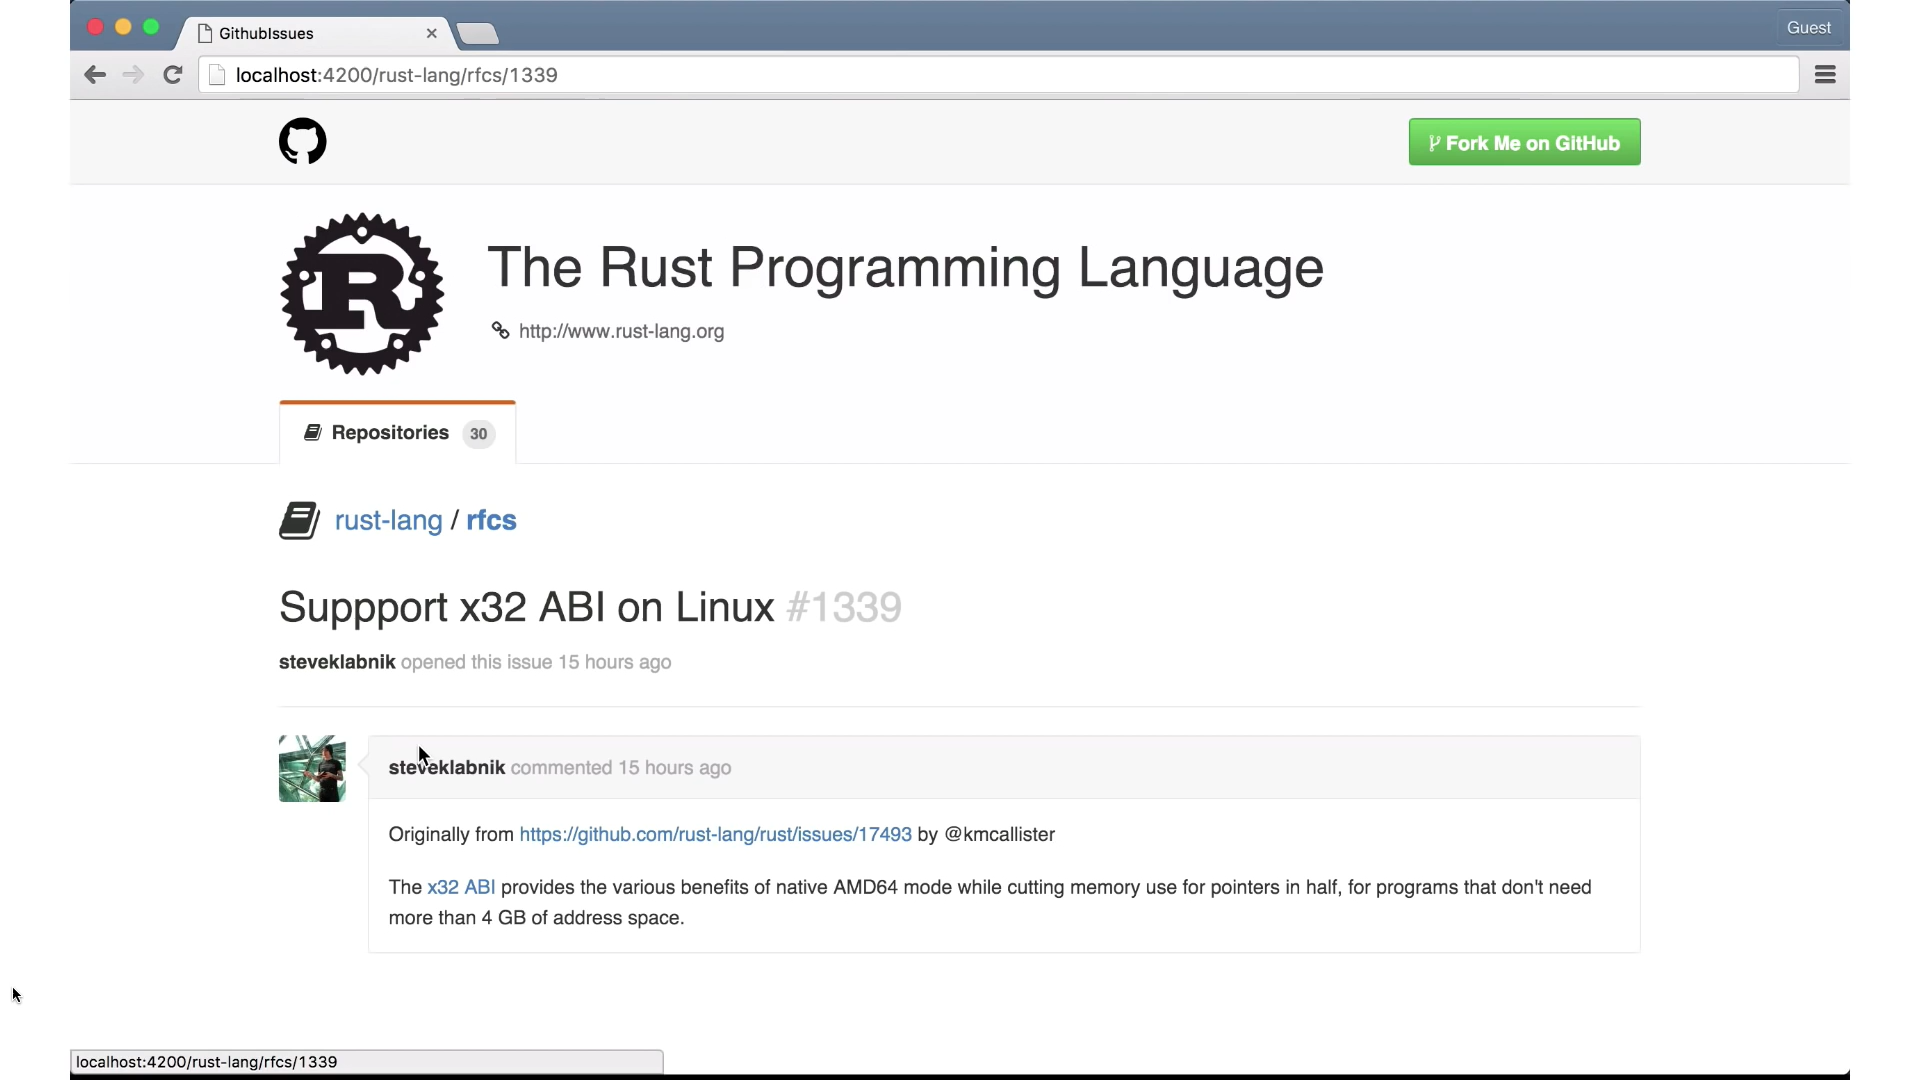 GithubIssues
Guest
localhost:4200/rust-lang/rfcs/1339
Fork Me on GitHub
R
The Rust Programming Language
http://www.rust-lang.org
Repositories 30
rust-lang / rfcs
Suppport x32 ABI on Linux #1339
steveklabnik opened this issue 15 hours ago
steveklabnik commented 15 hours ago
Originally from https://github.com/rust-lang/rust/issues/17493 by @kmcallister
The x32 ABI provides the various benefits of native AMD64 mode while cutting memory use for pointers in half, for programs that don't need
more than 4 GB of address space.
localhost:4200/rust-lang/rfcs/1339